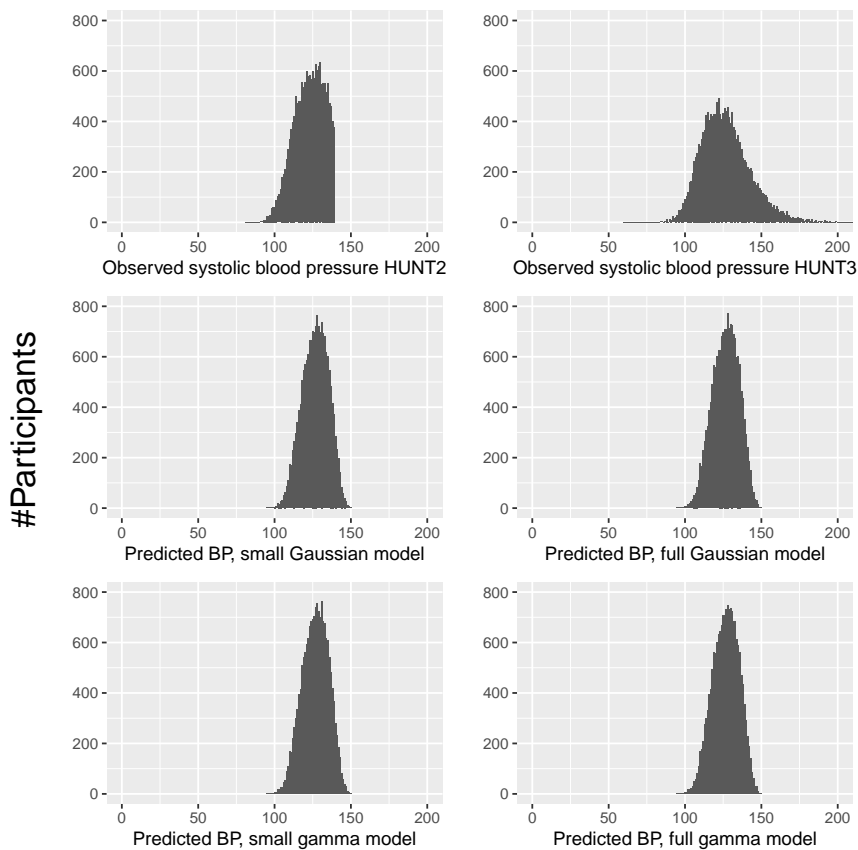 #Participants
800
600
400
200
0
0 50 100 150 200
Observed systolic blood pressure HUNT2
800
600
400
200
0
0 50 100 150 200
Observed systolic blood pressure HUNT3
800
600
400
200
0
0 50 100 150 200
Predicted BP, small Gaussian model
800
600
400
200
0
0 50 100 150 200
Predicted BP, full Gaussian model
800
600
400
200
0
0 50 100 150 200
Predicted BP, small gamma model
800
600
400
200
0
0 50 100 150 200
Predicted BP, full gamma model